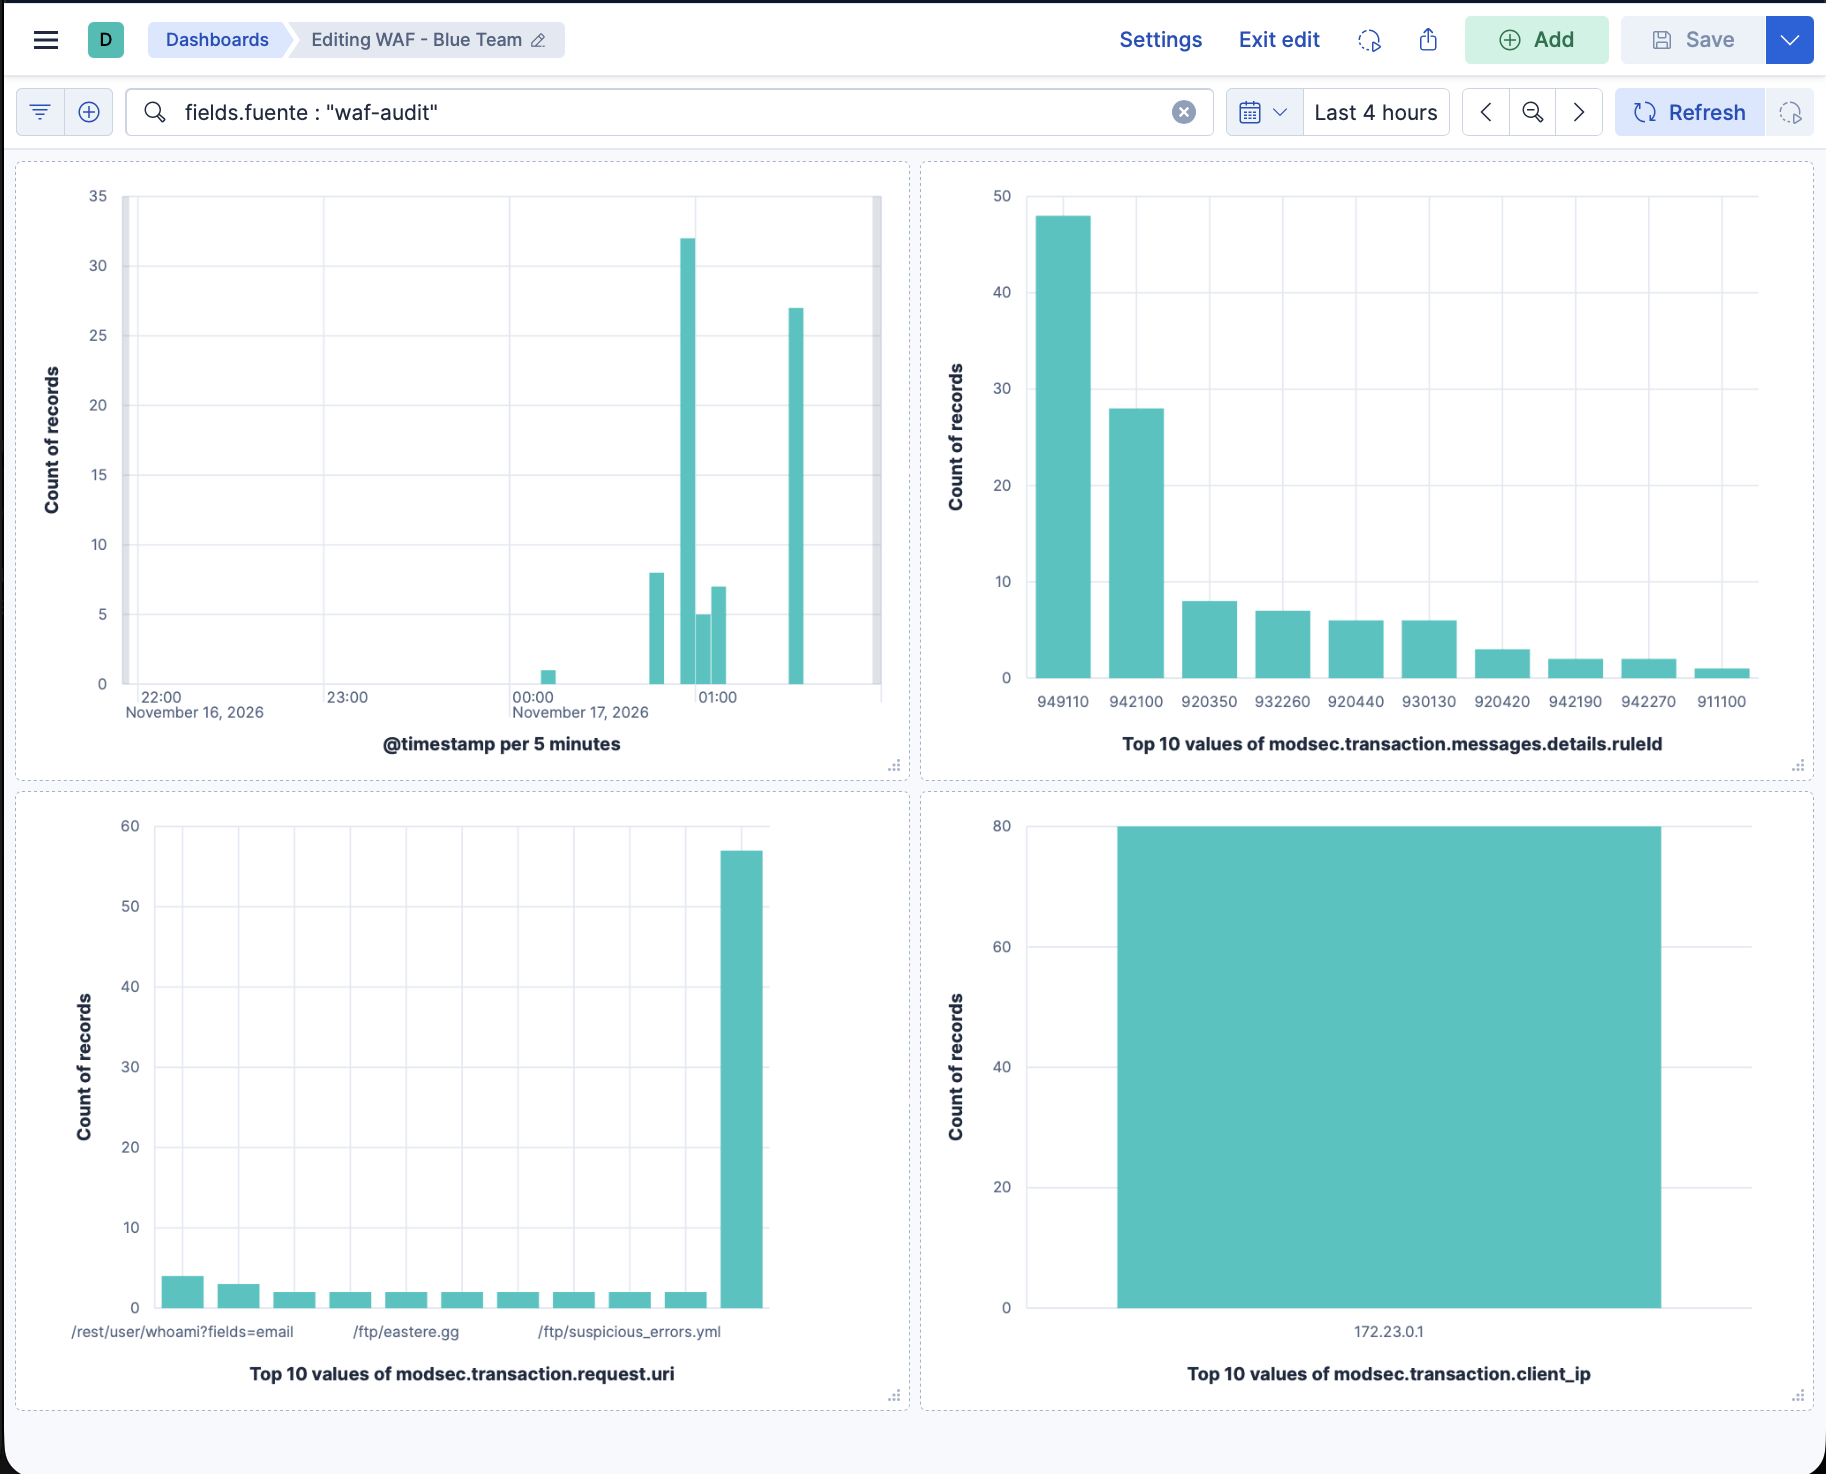 D Dashboards Editing WAF - Blue Team Settings Exit edit Add Save
fields.fuente : "waf-audit" Last 4 hours Refresh
Count of records
35
30
25
20
15
10
5
0
22:00 23:00 00:00 01:00
November 16, 2026 November 17, 2026
@timestamp per 5 minutes
Count of records
50
40
30
20
10
0
949110 942100 920350 932260 920440 930130 920420 942190 942270 911100
Top 10 values of modsec.transaction.messages.details.ruleId
Count of records
60
50
40
30
20
10
0
/rest/user/whoami?fields=email /ftp/eastere.gg /ftp/suspicious_errors.yml
Top 10 values of modsec.transaction.request.uri
Count of records
80
60
40
20
0
172.23.0.1
Top 10 values of modsec.transaction.client_ip